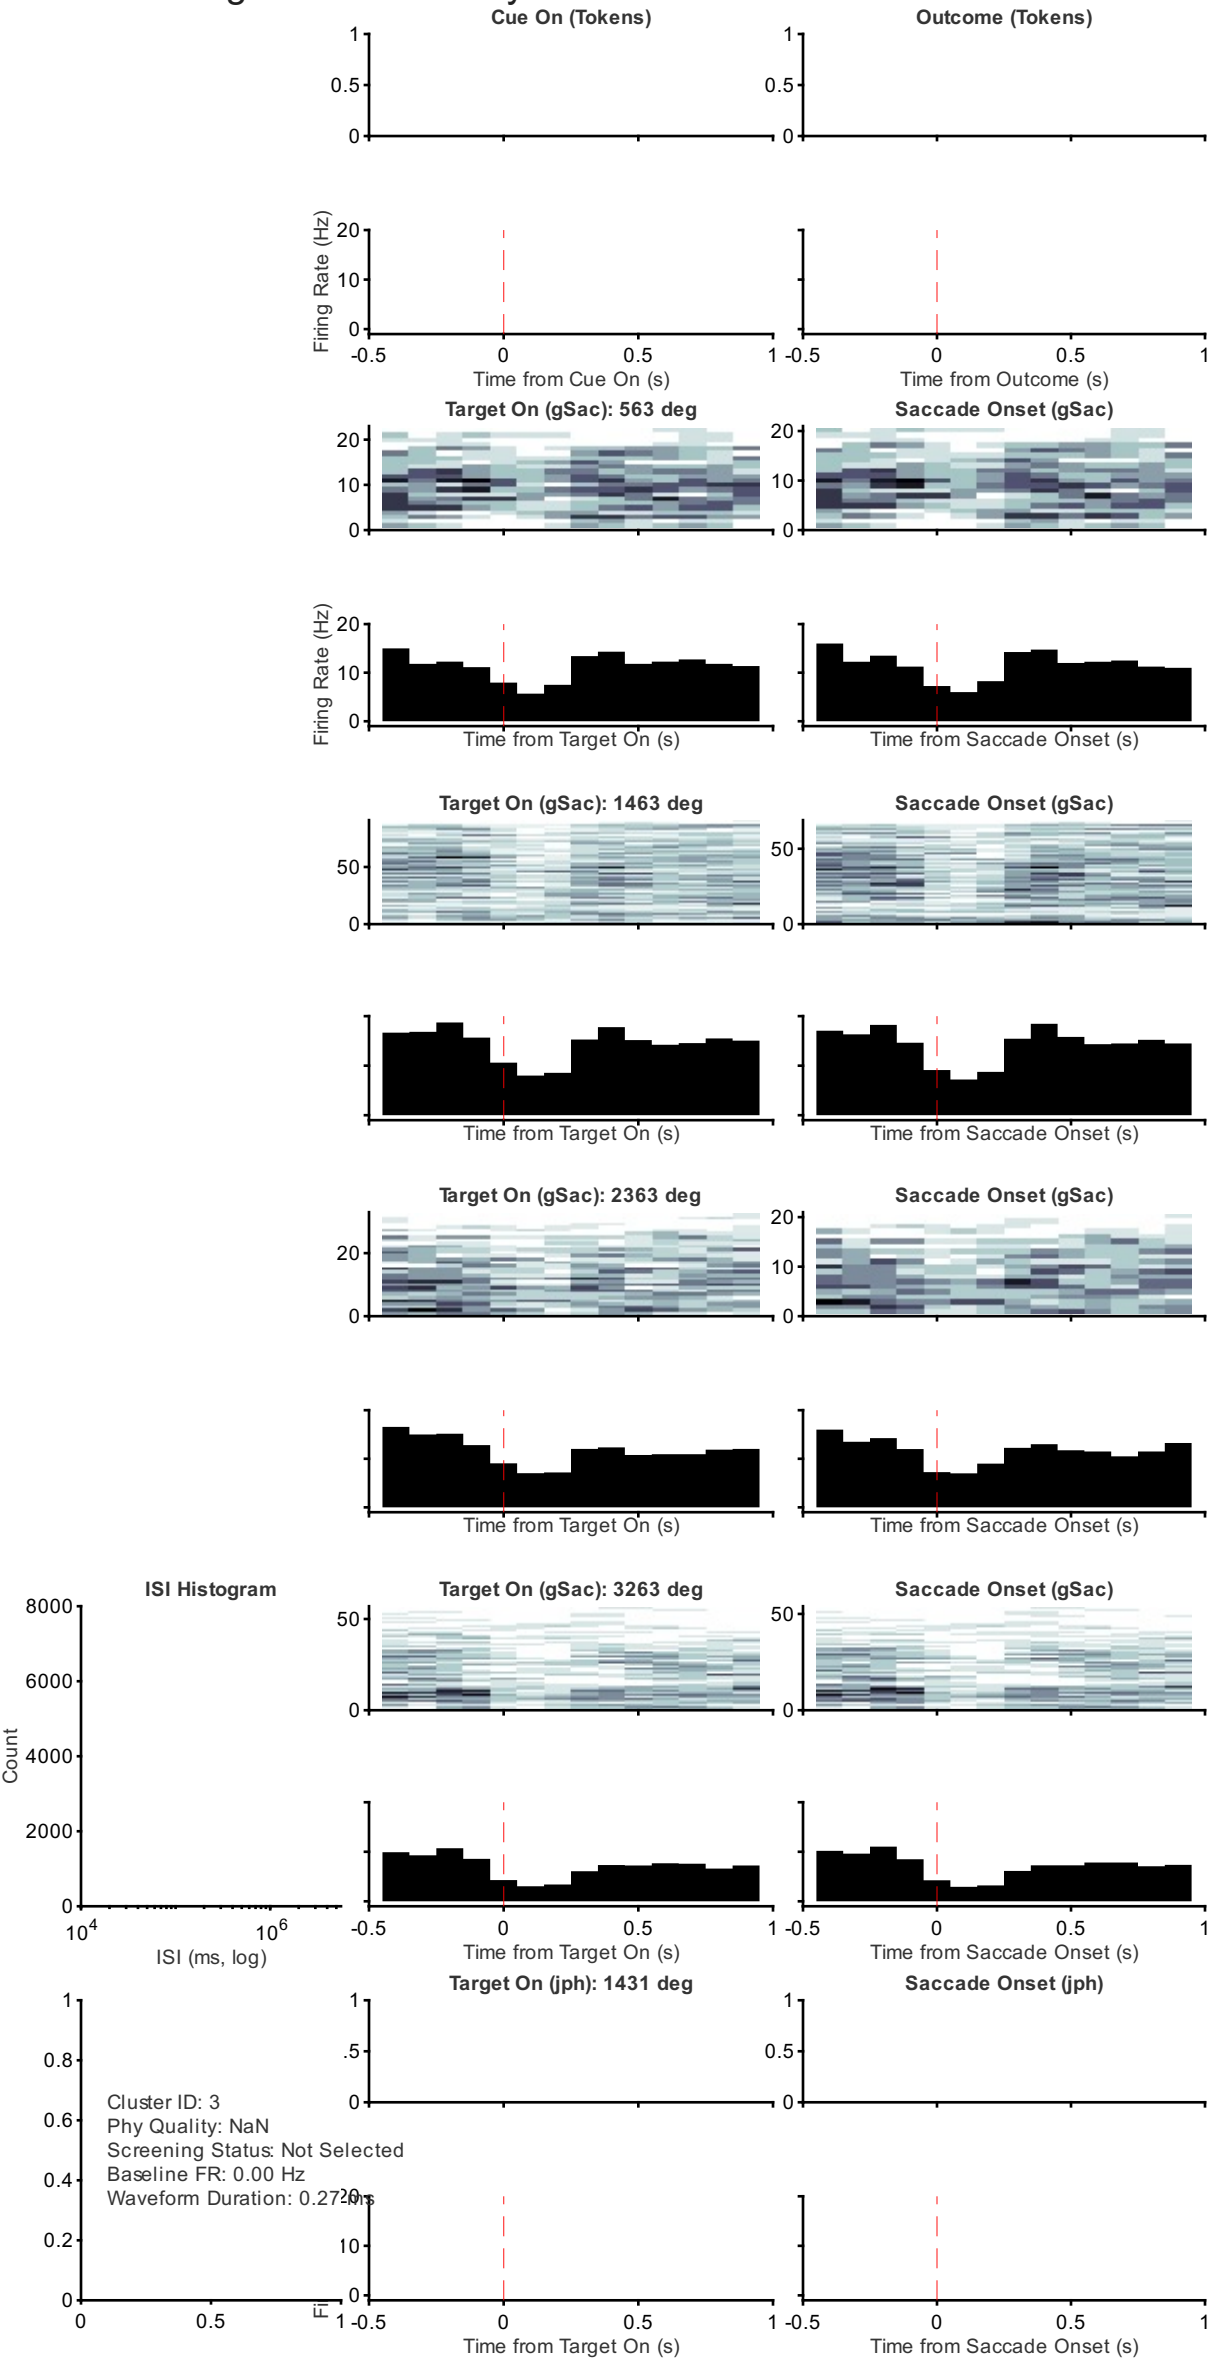 Cue On (Tokens)
Outcome (Tokens)
1
0.5
0
1
0.5
0
Firing Rate (Hz)
20
10
0
-0.5 0 0.5 1
-0.5 0 0.5 1
Time from Cue On (s)
Time from Outcome (s)
Target On (gSac): 563 deg
Saccade Onset (gSac)
20
10
0
20
10
0
Firing Rate (Hz)
20
10
0
Time from Target On (s)
Time from Saccade Onset (s)
Target On (gSac): 1463 deg
Saccade Onset (gSac)
50
0
50
0
Time from Target On (s)
Time from Saccade Onset (s)
Target On (gSac): 2363 deg
Saccade Onset (gSac)
20
0
20
10
0
Time from Target On (s)
Time from Saccade Onset (s)
ISI Histogram
8000
6000
4000
2000
0
Count
10^4 10^6
ISI (ms, log)
Target On (gSac): 3263 deg
Saccade Onset (gSac)
50
0
50
0
-0.5 0 0.5 1
-0.5 0 0.5 1
Time from Target On (s)
Time from Saccade Onset (s)
Target On (jph): 1431 deg
Saccade Onset (jph)
1
0.8
0.6
0.4
0.2
0
0 0.5 1
Cluster ID: 3
Phy Quality: NaN
Screening Status: Not Selected
Baseline FR: 0.00 Hz
Waveform Duration: 0.27 ms
1
.5
0
1
0.5
0
20
10
0
Fi
-0.5 0 0.5 1
-0.5 0 0.5 1
Time from Target On (s)
Time from Saccade Onset (s)